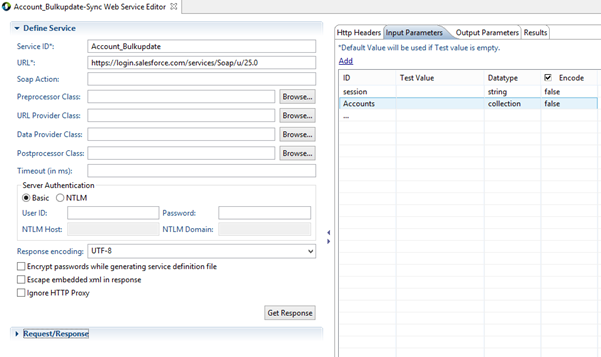 Account_Bulkupdate-Sync Web Service Editor
Define Service
Service ID*: Account_Bulkupdate
URL*: https://login.salesforce.com/services/Soap/u/25.0
Soap Action:
Preprocessor Class: Browse...
URL Provider Class: Browse...
Data Provider Class: Browse...
Postprocessor Class: Browse...
Timeout (in ms):
Server Authentication
Basic NTLM
User ID: Password:
NTLM Host: NTLM Domain:
Response encoding: UTF-8
Encrypt passwords while generating service definition file
Escape embedded xml in response
Ignore HTTP Proxy
Get Response
Request/Response
Http Headers Input Parameters Output Parameters Results
*Default Value will be used if Test value is empty.
Add
ID Test Value Datatype Encode
session string false
Accounts collection false
...